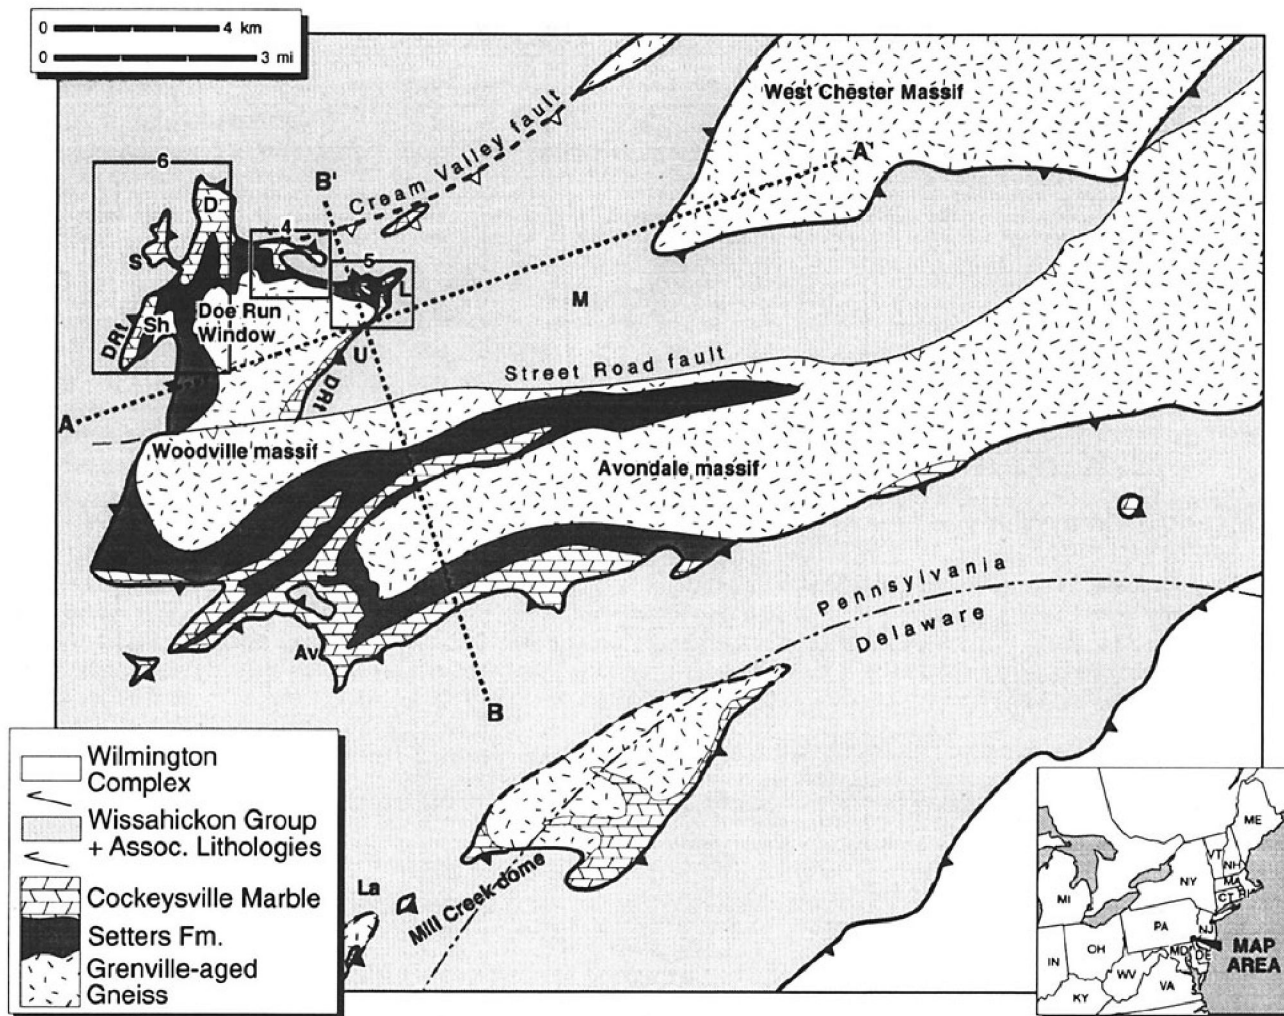 0 4 km
0 3 mi
West Chester Massif
Cream Valley fault
6
B'
A'
D
4
S
5
L
M
Doe Run
Window
Sh
DRt
U
DRt
Street Road fault
A
Woodville massif
Avondale massif
Pennsylvania
Delaware
Av
B
Wilmington
Complex
Wissahickon Group
+ Assoc. Lithologies
Cockeysville Marble
Setters Fm.
Grenville-aged
Gneiss
La
Mill Creek dome
ME
VT
NH
MA
NY
CT
RI
MI
PA
NJ
OH
MD
DE
MAP
AREA
IN
WV
VA
KY